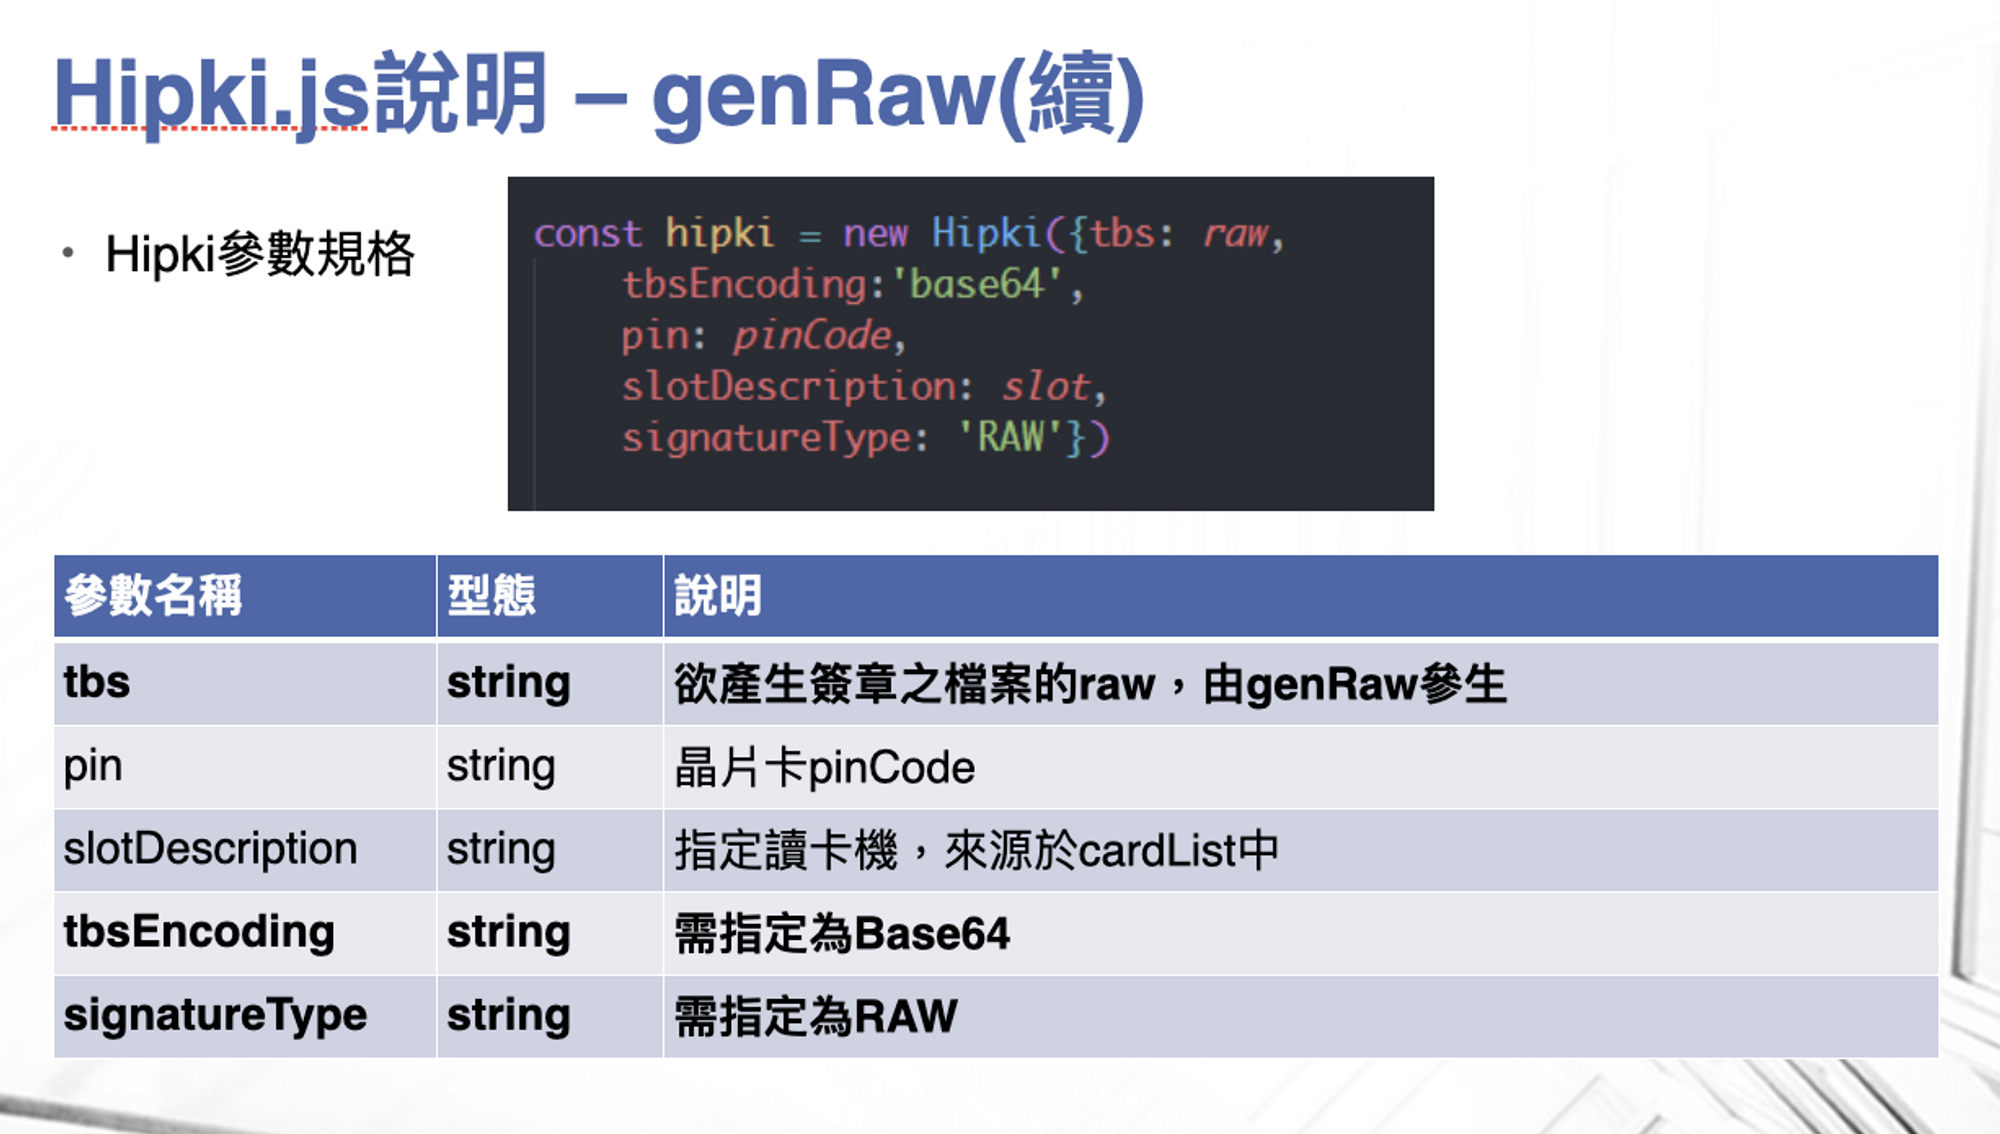 Hipki.js說明 – genRaw(續)
• Hipki參數規格
const hipki = new Hipki({tbs: raw,
tbsEncoding:'base64',
pin: pinCode,
slotDescription: slot,
signatureType: 'RAW'})
參數名稱 型態 說明
tbs string 欲產生簽章之檔案的raw，由genRaw參生
pin string 晶片卡pinCode
slotDescription string 指定讀卡機，來源於cardList中
tbsEncoding string 需指定為Base64
signatureType string 需指定為RAW